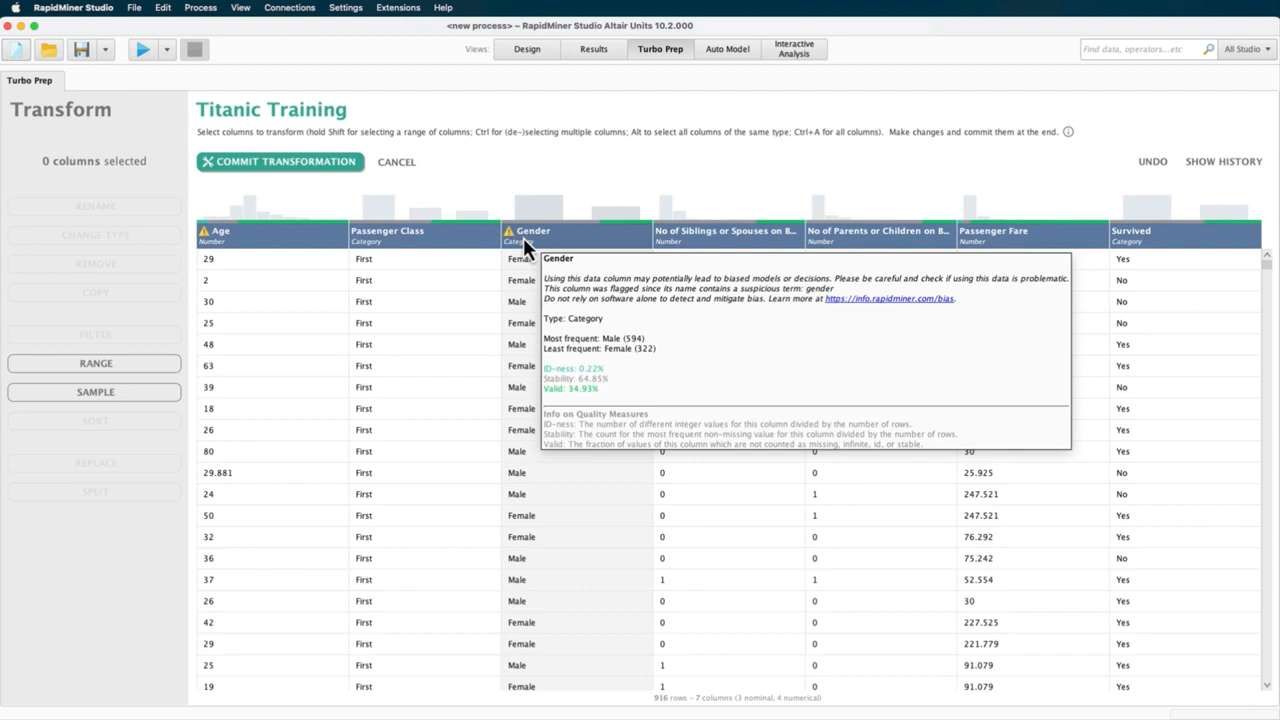 RapidMiner Studio File Edit Process View Connections Settings Extensions Help
<new process> – RapidMiner Studio Altair Units 10.2.000
Views: Design Results Turbo Prep Auto Model Interactive Analysis Find data, operators...etc All Studio
Turbo Prep
Transform
Titanic Training
Select columns to transform (hold Shift for selecting a range of columns; Ctrl for (de-)selecting multiple columns; Alt to select all columns of the same type; Ctrl+A for all columns). Make changes and commit them at the end.
0 columns selected
COMMIT TRANSFORMATION CANCEL UNDO SHOW HISTORY
RENAME
CHANGE TYPE
REMOVE
COPY
FILTER
RANGE
SAMPLE
SORT
REPLACE
SPLIT
Age Passenger Class Gender No of Siblings or Spouses on B... No of Parents or Children on B... Passenger Fare Survived
Number Category Number Number Number Category
29 First Yes
2 First No
30 First Male No
25 First Female No
48 First Male Yes
63 First Female Yes
39 First Male No
18 First Female Yes
26 First Female Yes
80 First Male 0 0 30 Yes
29.881 First Male 0 0 25.925 No
24 First Male 0 1 247.521 No
50 First Female 0 1 247.521 Yes
32 First Female 0 0 76.292 Yes
36 First Male 0 0 75.242 No
37 First Male 1 1 52.554 Yes
26 First Male 0 0 30 Yes
42 First Female 0 0 227.525 Yes
29 First Female 0 0 221.779 Yes
25 First Male 1 0 91.079 Yes
19 First Female 1 0 91.079 Yes
Gender
Using this data column may potentially lead to biased models or decisions. Please be careful and check if using this data is problematic.
This column was flagged since its name contains a suspicious term: gender
Do not rely on software alone to detect and mitigate bias. Learn more at https://info.rapidminer.com/bias.
Type: Category
Most frequent: Male (594)
Least frequent: Female (322)
ID-ness: 0.22%
Stability: 64.85%
Valid: 34.93%
Info on Quality Measures
ID-ness: The number of different integer values for this column divided by the number of rows.
Stability: The count for the most frequent non-missing value for this column divided by the number of rows.
Valid: The fraction of values of this column which are not counted as missing, infinite, id, or stable.
916 rows - 7 columns (3 nominal, 4 numerical)